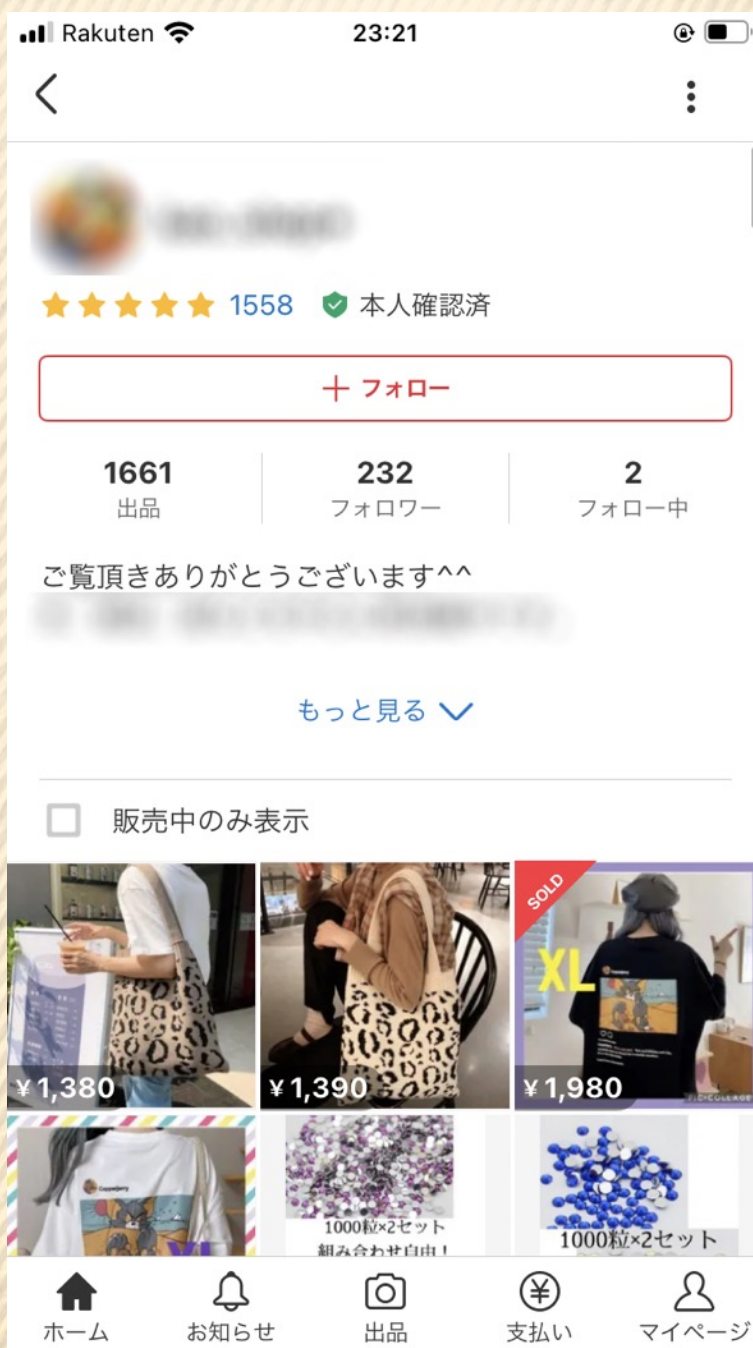 Rakuten 23:21
1558 本人確認済
＋ フォロー
1661 232 2
出品 フォロワー フォロー中
ご覧頂きありがとうございます^^
もっと見る
販売中のみ表示
SOLD
XL
¥1,380 ¥1,390 ¥1,980
PIC•COLLAGE
XL
1000粒×2セット
組み合わせ自由！
1000粒×2セット
ホーム お知らせ 出品 支払い マイページ